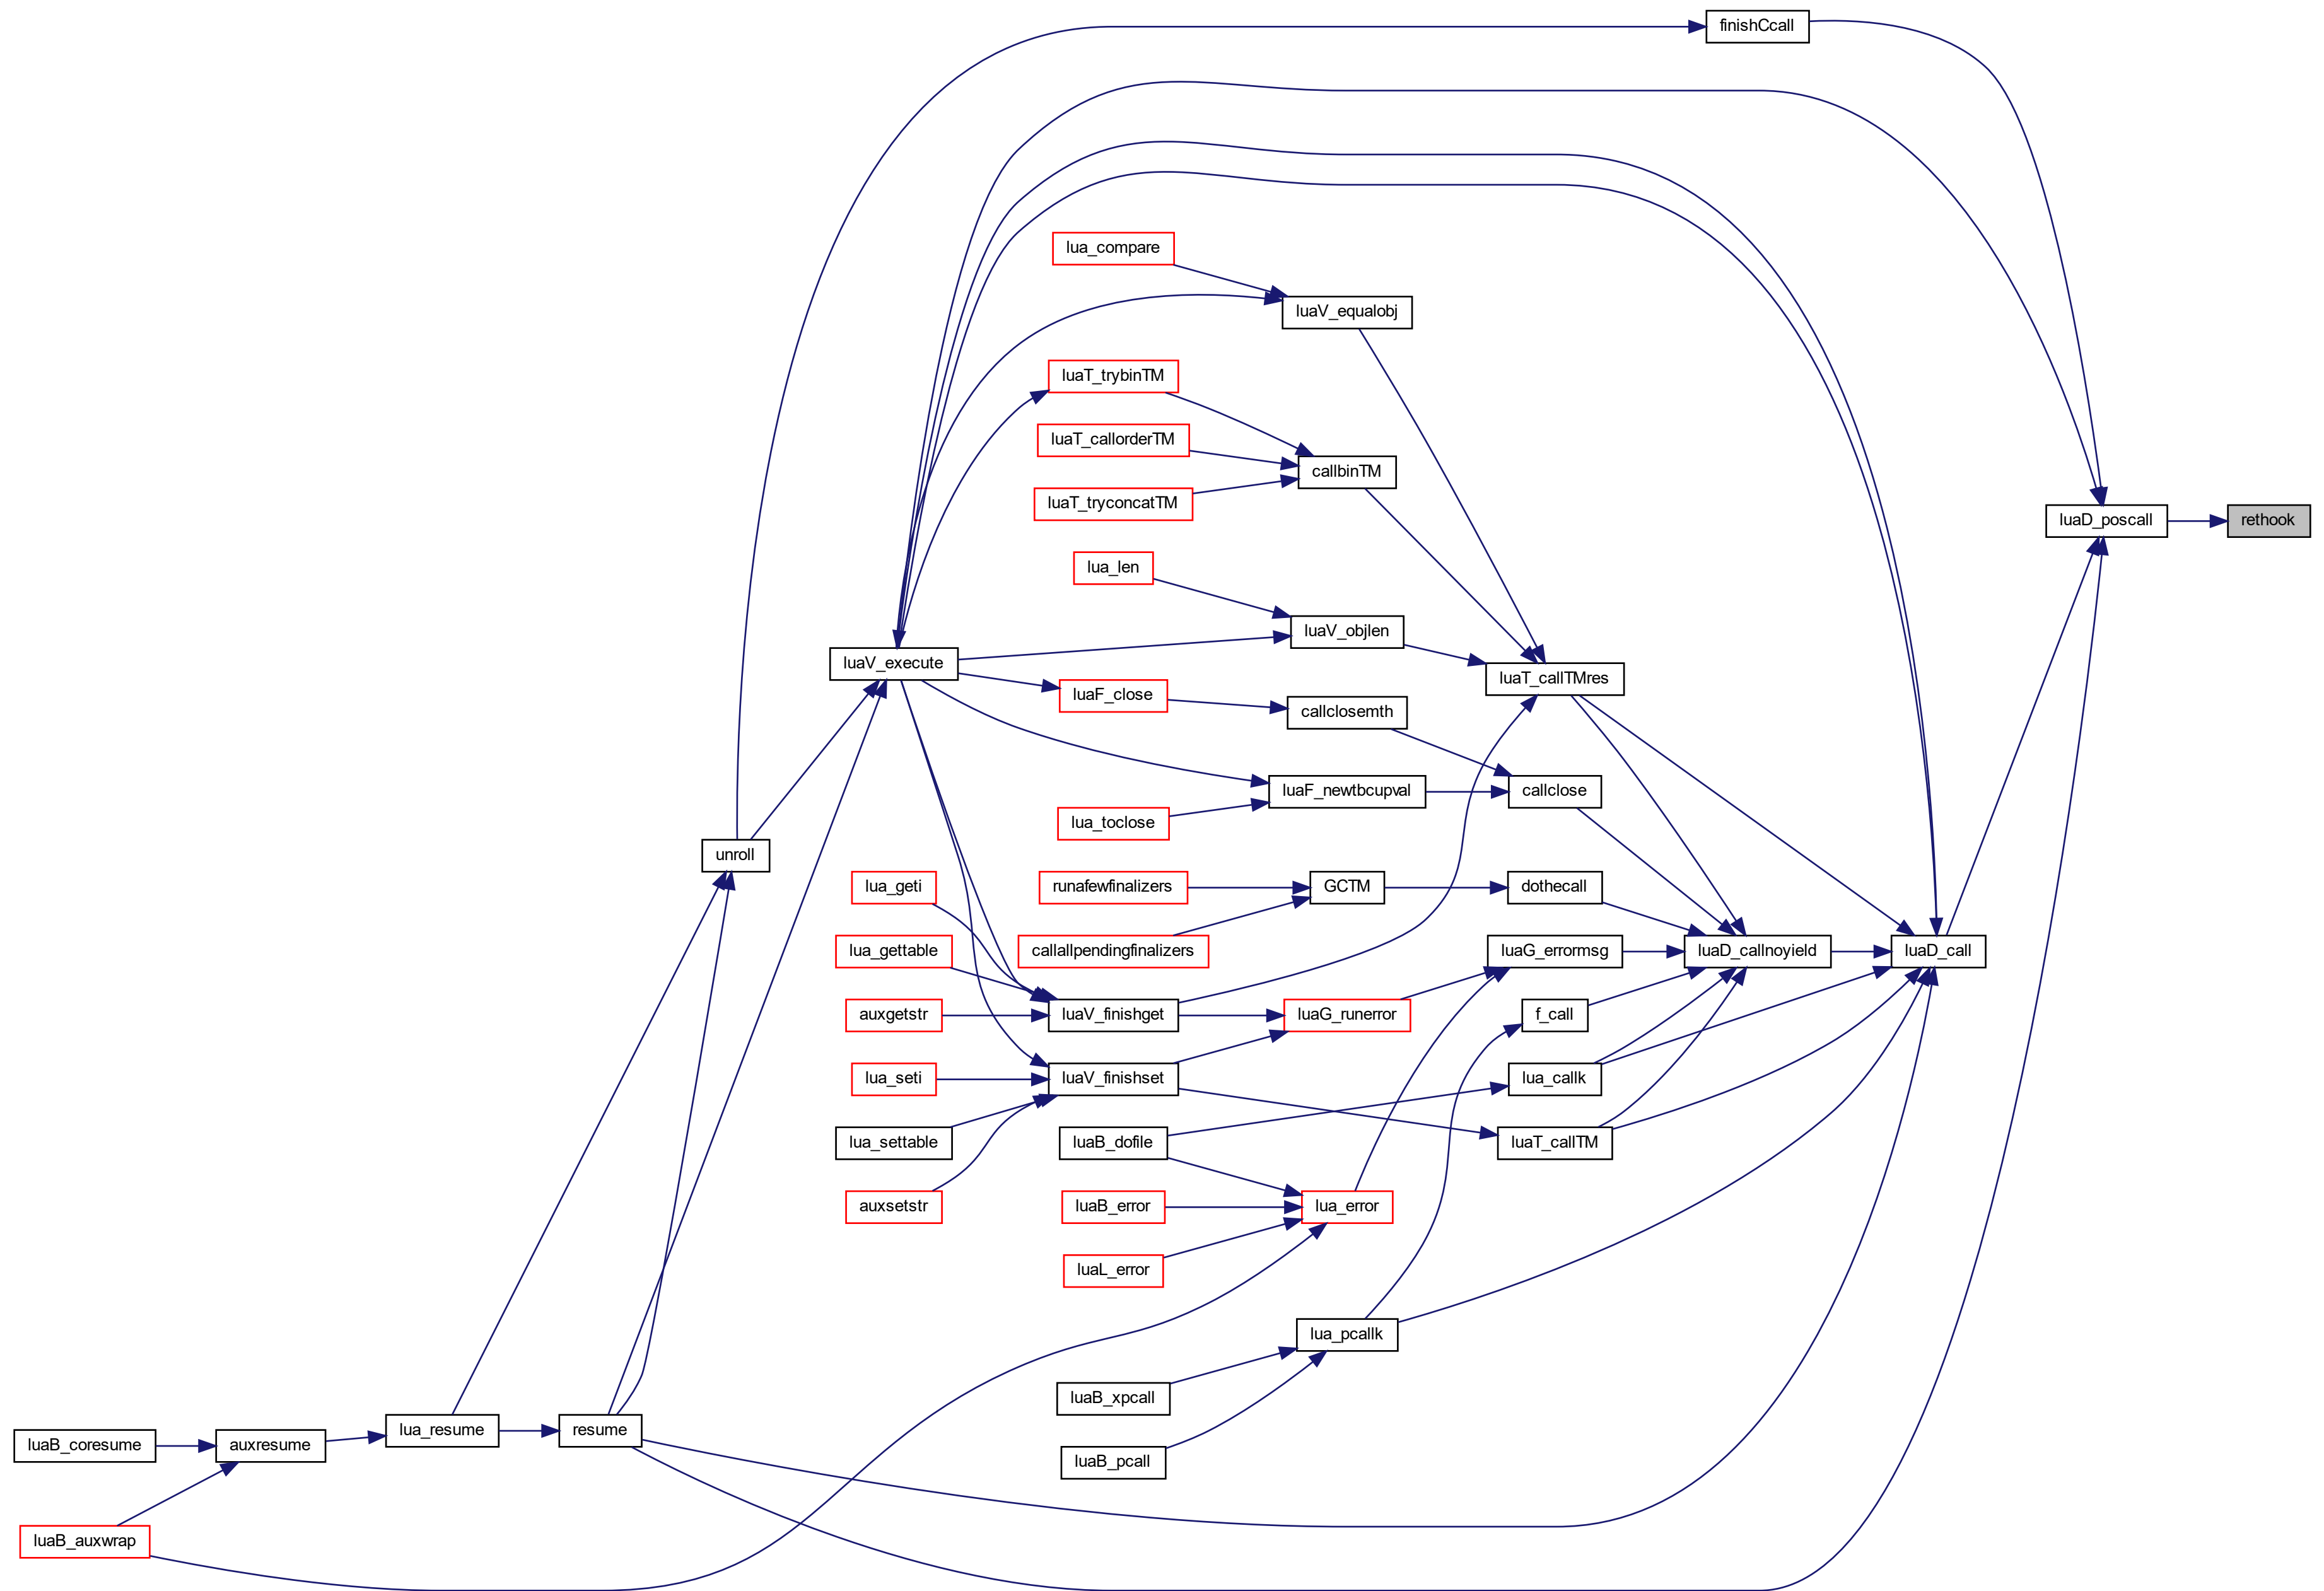 finishCcall
lua_compare
luaV_equalobj
luaT_trybinTM
luaT_callorderTM
callbinTM
luaT_tryconcatTM
luaD_poscall
rethook
lua_len
luaV_objlen
luaV_execute
luaT_callTMres
luaF_close
callclosemth
luaF_newtbcupval
callclose
lua_toclose
unroll
lua_geti
runafewfinalizers
GCTM
dothecall
lua_gettable
callallpendingfinalizers
luaG_errormsg
luaD_callnoyield
luaD_call
auxgetstr
luaV_finishget
luaG_runerror
f_call
lua_seti
luaV_finishset
lua_callk
lua_settable
luaB_dofile
luaT_callTM
auxsetstr
luaB_error
lua_error
luaL_error
lua_pcallk
luaB_xpcall
luaB_coresume
auxresume
lua_resume
resume
luaB_pcall
luaB_auxwrap